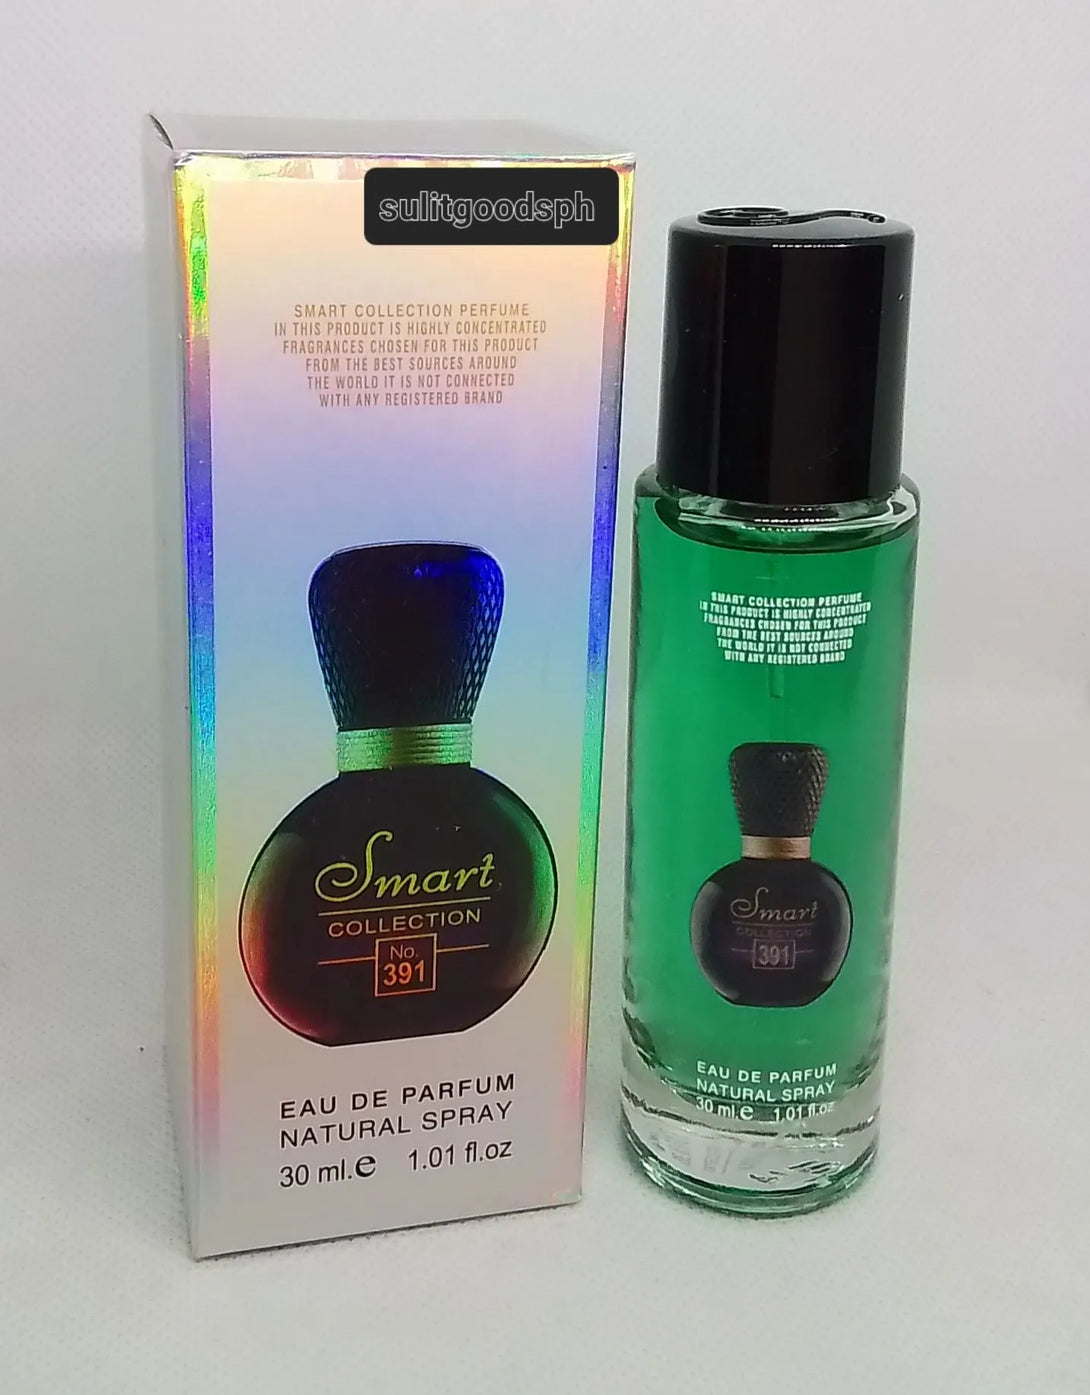 sulitgoodsph
SMART COLLECTION PERFUME
IN THIS PRODUCT IS HIGHLY CONCENTRATED
FRAGRANCES CHOSEN FOR THIS PRODUCT
FROM THE BEST SOURCES AROUND
THE WORLD IT IS NOT CONNECTED
WITH ANY REGISTERED BRAND
Smart
COLLECTION
No.
391
EAU DE PARFUM
NATURAL SPRAY
30 ml.e 1.01 fl.oz
SMART COLLECTION PERFUME
IN THIS PRODUCT IS HIGHLY CONCENTRATED
FRAGRANCES CHOSEN FOR THIS PRODUCT
FROM THE BEST SOURCES AROUND
THE WORLD IT IS NOT CONNECTED
WITH ANY REGISTERED BRAND
Smart
COLLECTION
391
EAU DE PARFUM
NATURAL SPRAY
30 ml.e 1.01 fl.oz